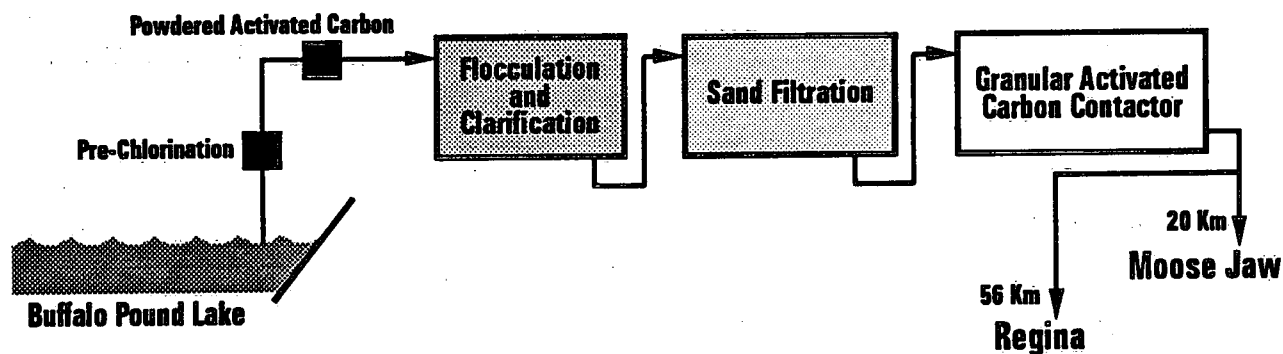 Powdered Activated Carbon
Pre-Chlorination
Buffalo Pound Lake
Flocculation
and
Clarification
Sand Filtration
Granular Activated
Carbon Contactor
20 Km
Moose Jaw
56 Km
Regina